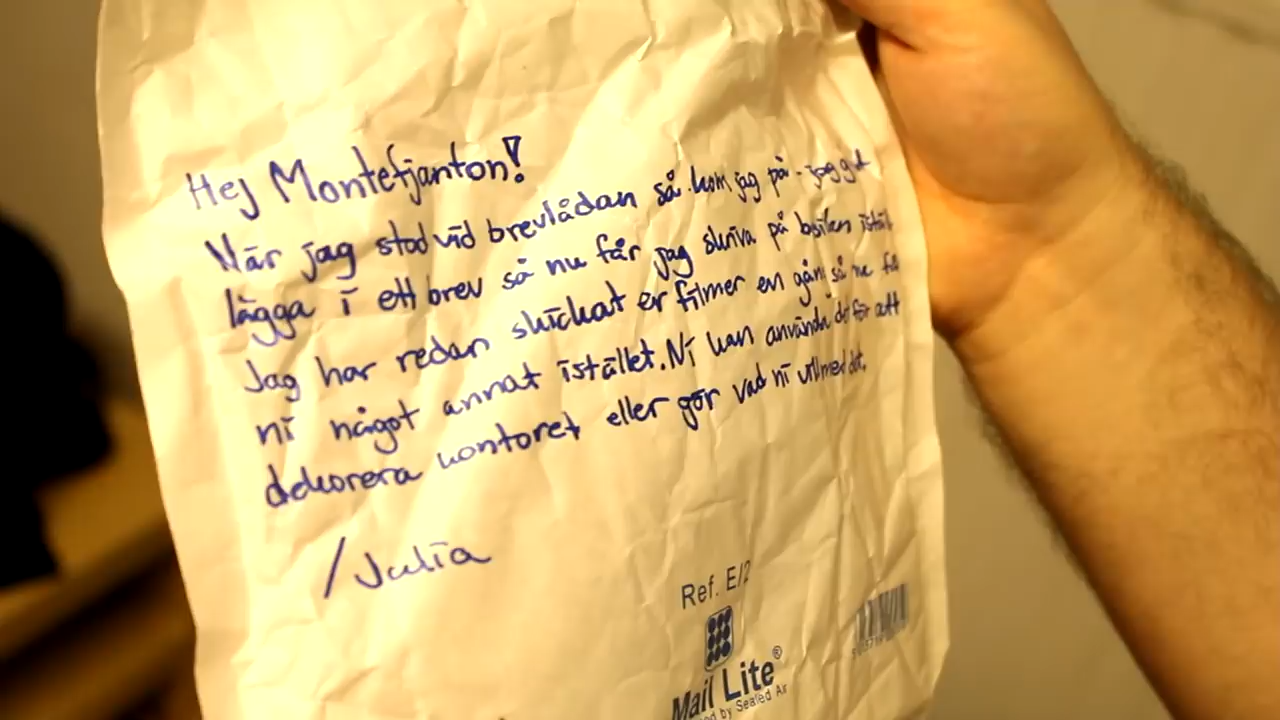 Hej Montefjanton!
När jag stod vid brevlådan så kom jag på. jag
lägga i ett brev så nu får jag skriva på
Jag har redan skickat er filmer en gång så nu får
ni något annat istället. Ni kan använda det för att
dekorera kontoret eller gör vad ni vill med det.
/Julia
Ref. E/2
Mail Lite®
by Sealed Air